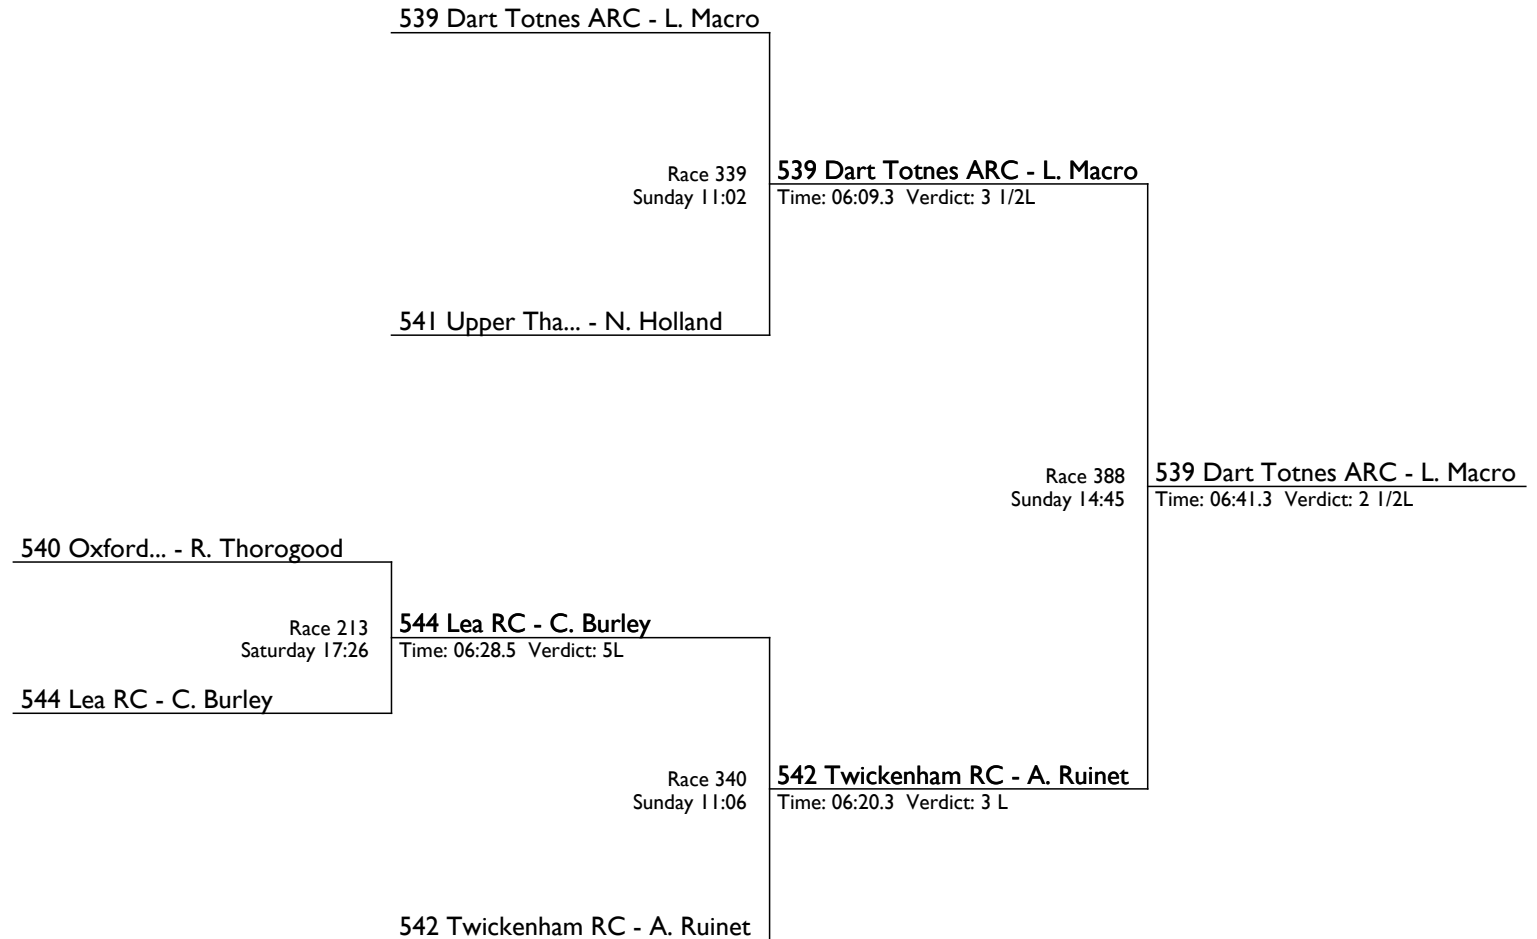 539 Dart Totnes ARC - L. Macro
Race 339
Sunday 11:02
539 Dart Totnes ARC - L. Macro
Time: 06:09.3 Verdict: 3 1/2L
541 Upper Tha... - N. Holland
Race 388
Sunday 14:45
539 Dart Totnes ARC - L. Macro
Time: 06:41.3 Verdict: 2 1/2L
540 Oxford... - R. Thorogood
Race 213
Saturday 17:26
544 Lea RC - C. Burley
Time: 06:28.5 Verdict: 5L
544 Lea RC - C. Burley
Race 340
Sunday 11:06
542 Twickenham RC - A. Ruinet
Time: 06:20.3 Verdict: 3 L
542 Twickenham RC - A. Ruinet